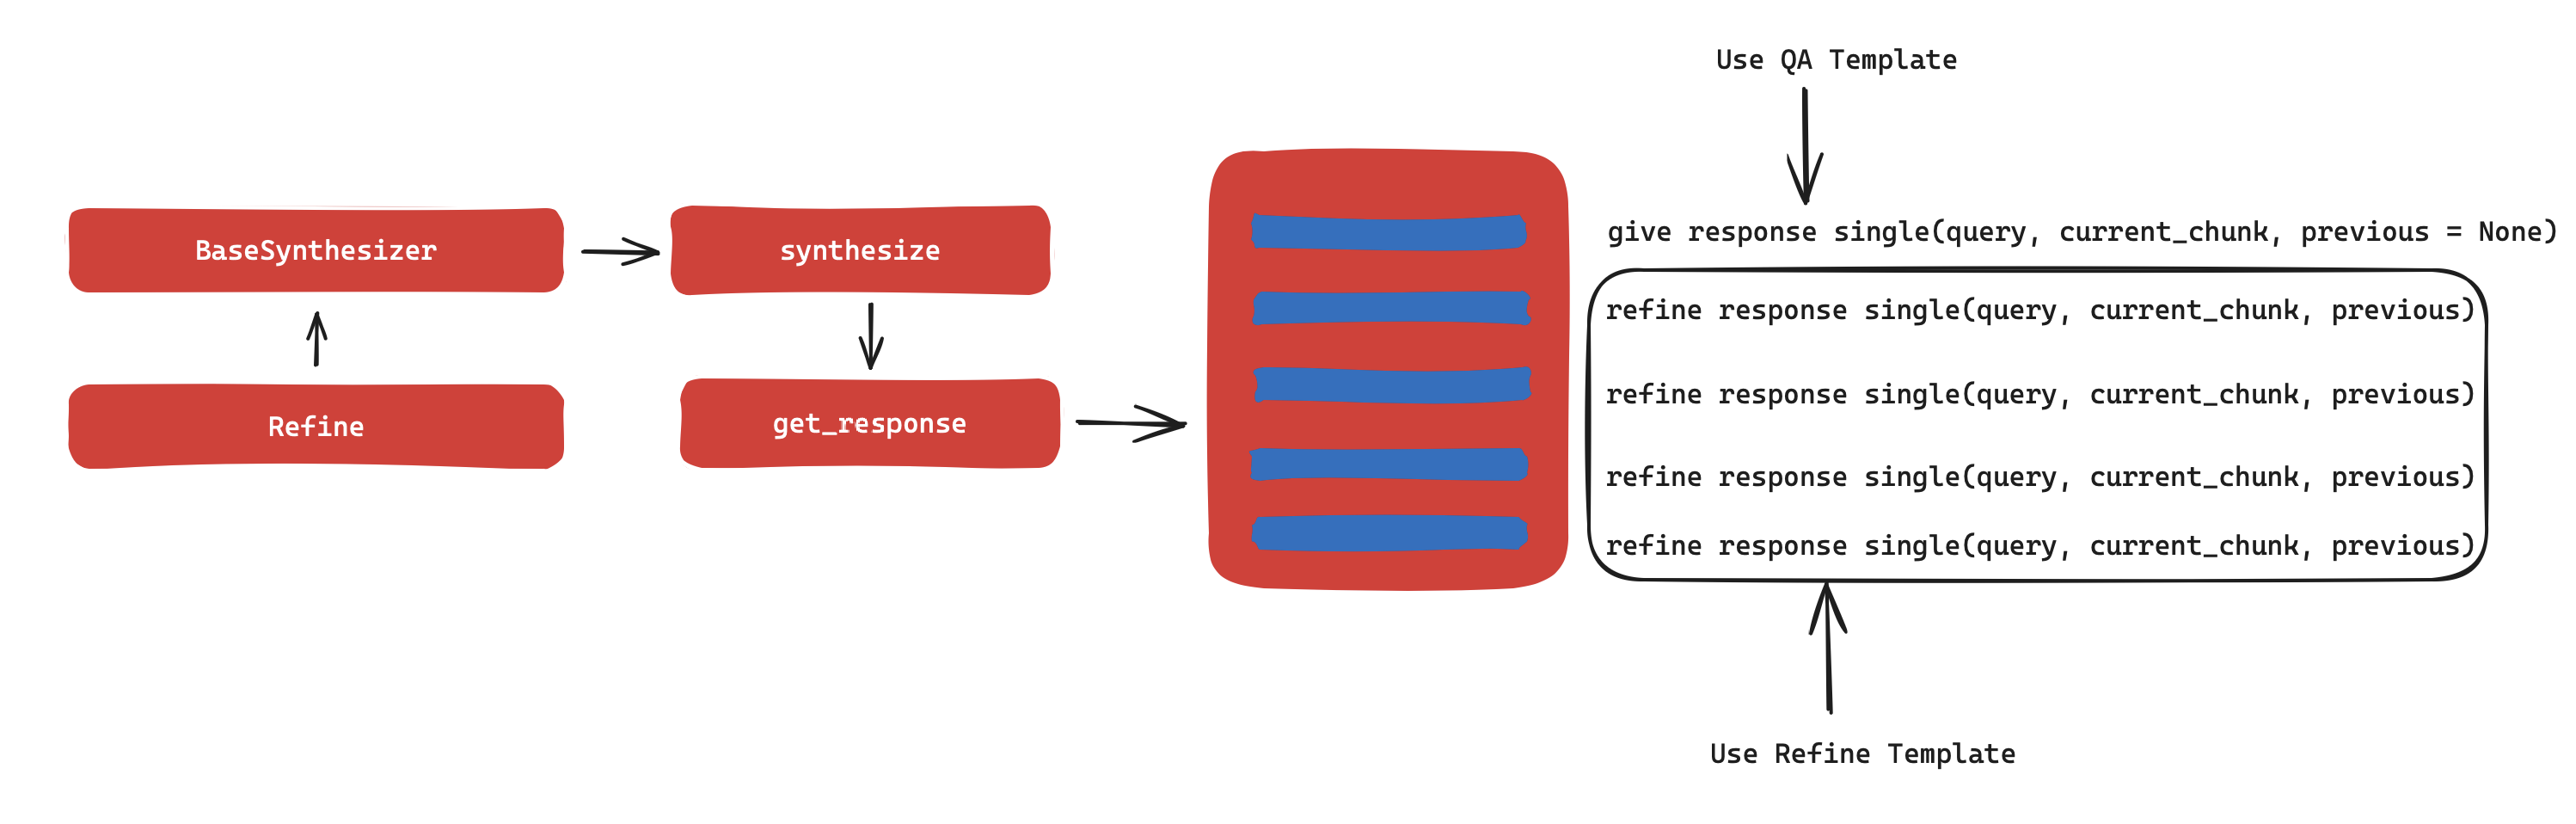 Use QA Template
BaseSynthesizer
synthesize
give response single(query, current_chunk, previous = None)
refine response single(query, current_chunk, previous)
refine response single(query, current_chunk, previous)
Refine
get_response
refine response single(query, current_chunk, previous)
refine response single(query, current_chunk, previous)
Use Refine Template